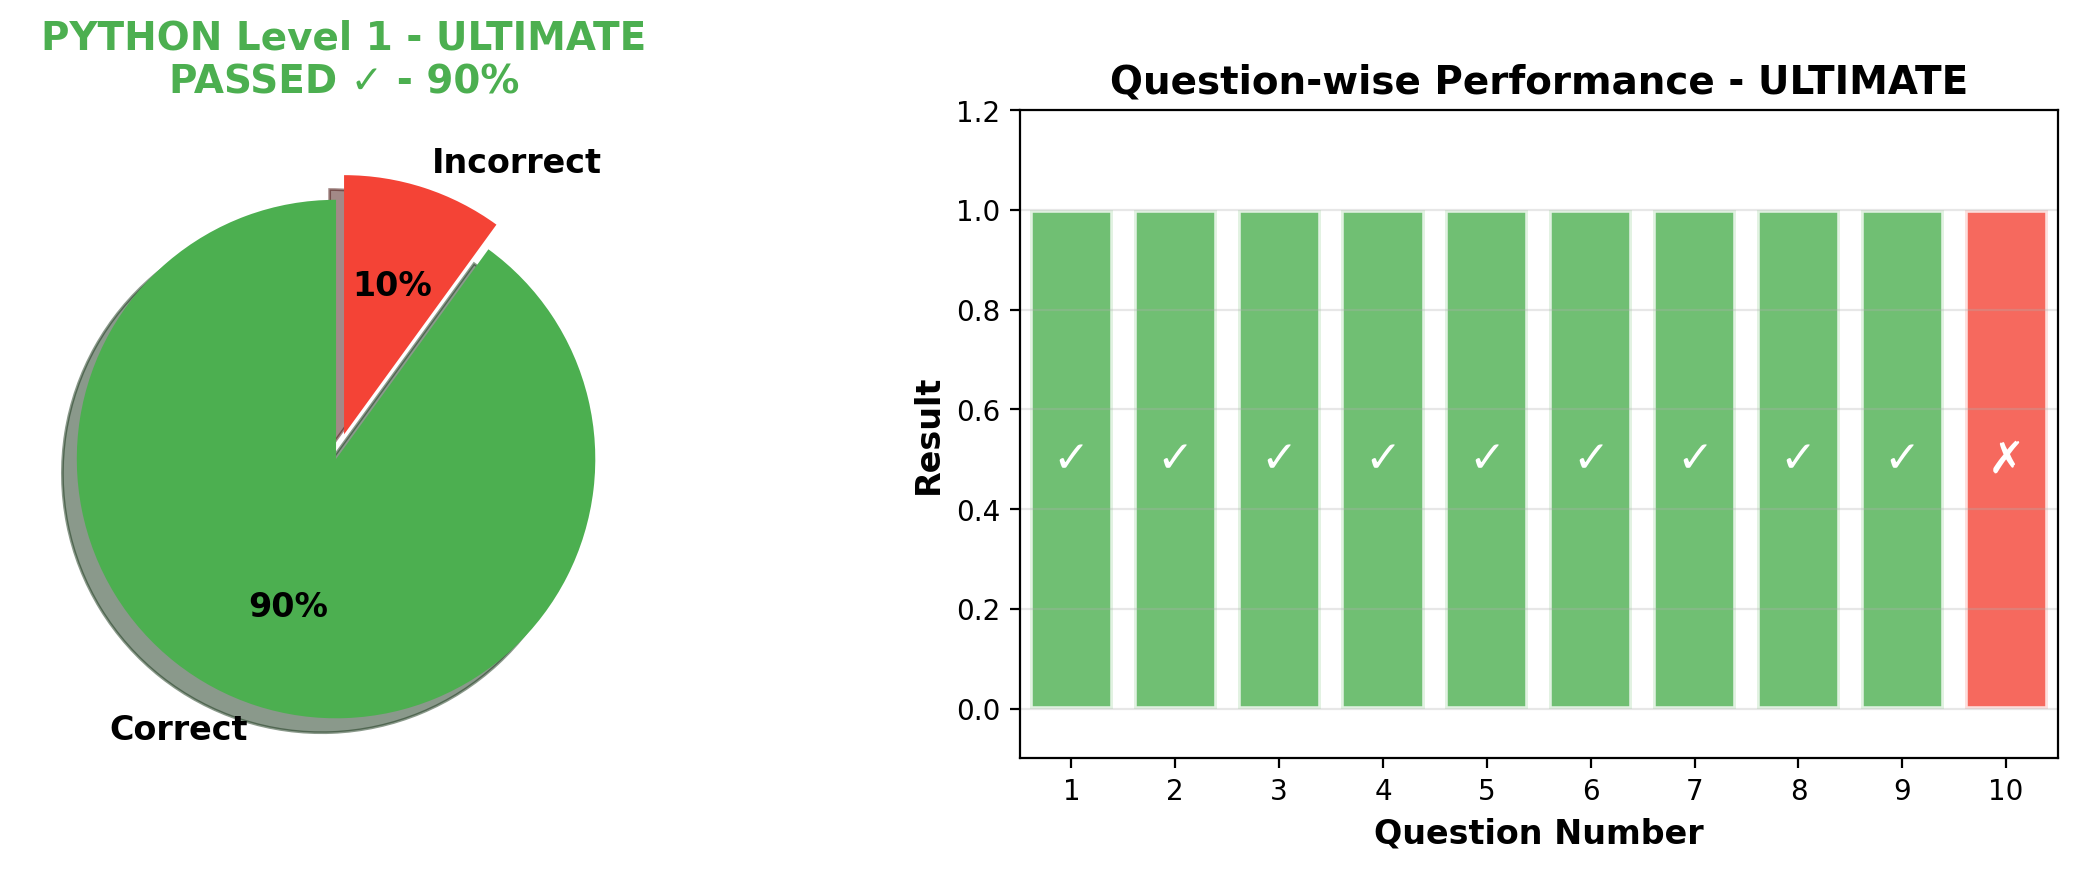 PYTHON Level 1 - ULTIMATE
PASSED ✓ - 90%
Incorrect
10%
90%
Correct
Question-wise Performance - ULTIMATE
1.2
1.0
0.8
0.6
0.4
0.2
0.0
Result
✓ ✓ ✓ ✓ ✓ ✓ ✓ ✓ ✓ ✗
1 2 3 4 5 6 7 8 9 10
Question Number